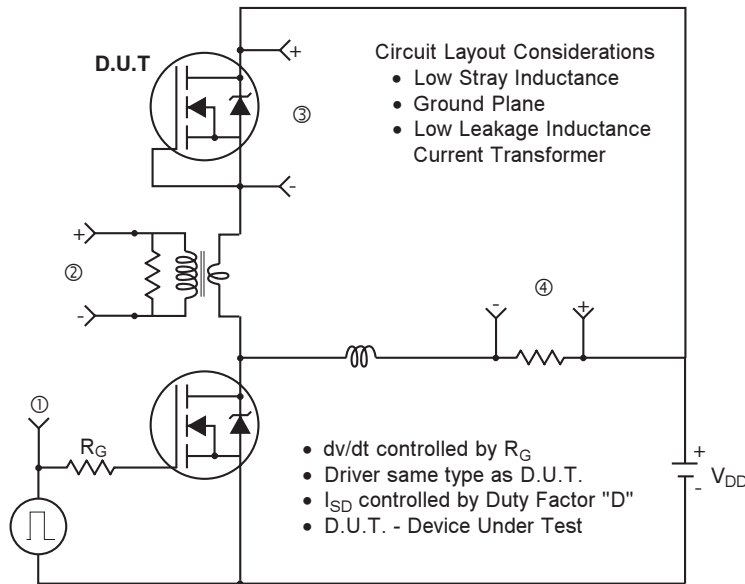 D.U.T
+
③
-
Circuit Layout Considerations
• Low Stray Inductance
• Ground Plane
• Low Leakage Inductance
Current Transformer
+
②
-
④
-
+
①
R_G
• dv/dt controlled by R_G
• Driver same type as D.U.T.
• I_SD controlled by Duty Factor "D"
• D.U.T. - Device Under Test
+
-
V_DD